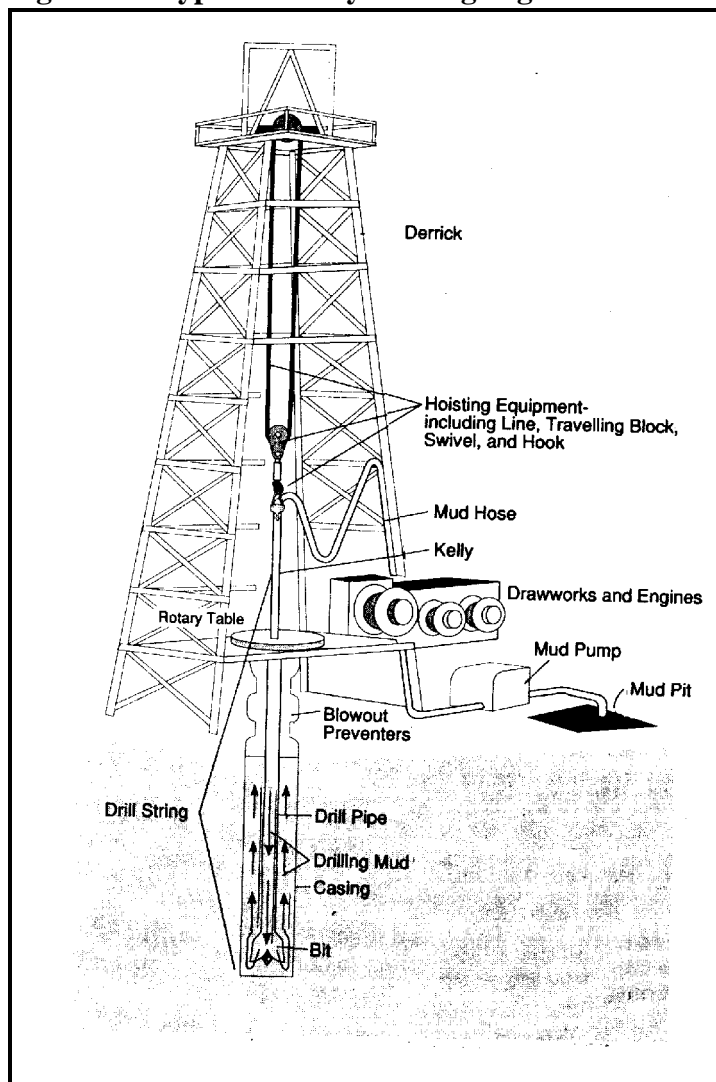 Derrick
Hoisting Equipment-
including Line, Travelling Block,
Swivel, and Hook
Mud Hose
Kelly
Drawworks and Engines
Rotary Table
Mud Pump
Mud Pit
Blowout
Preventers
Drill String
Drill Pipe
Drilling Mud
Casing
Bit